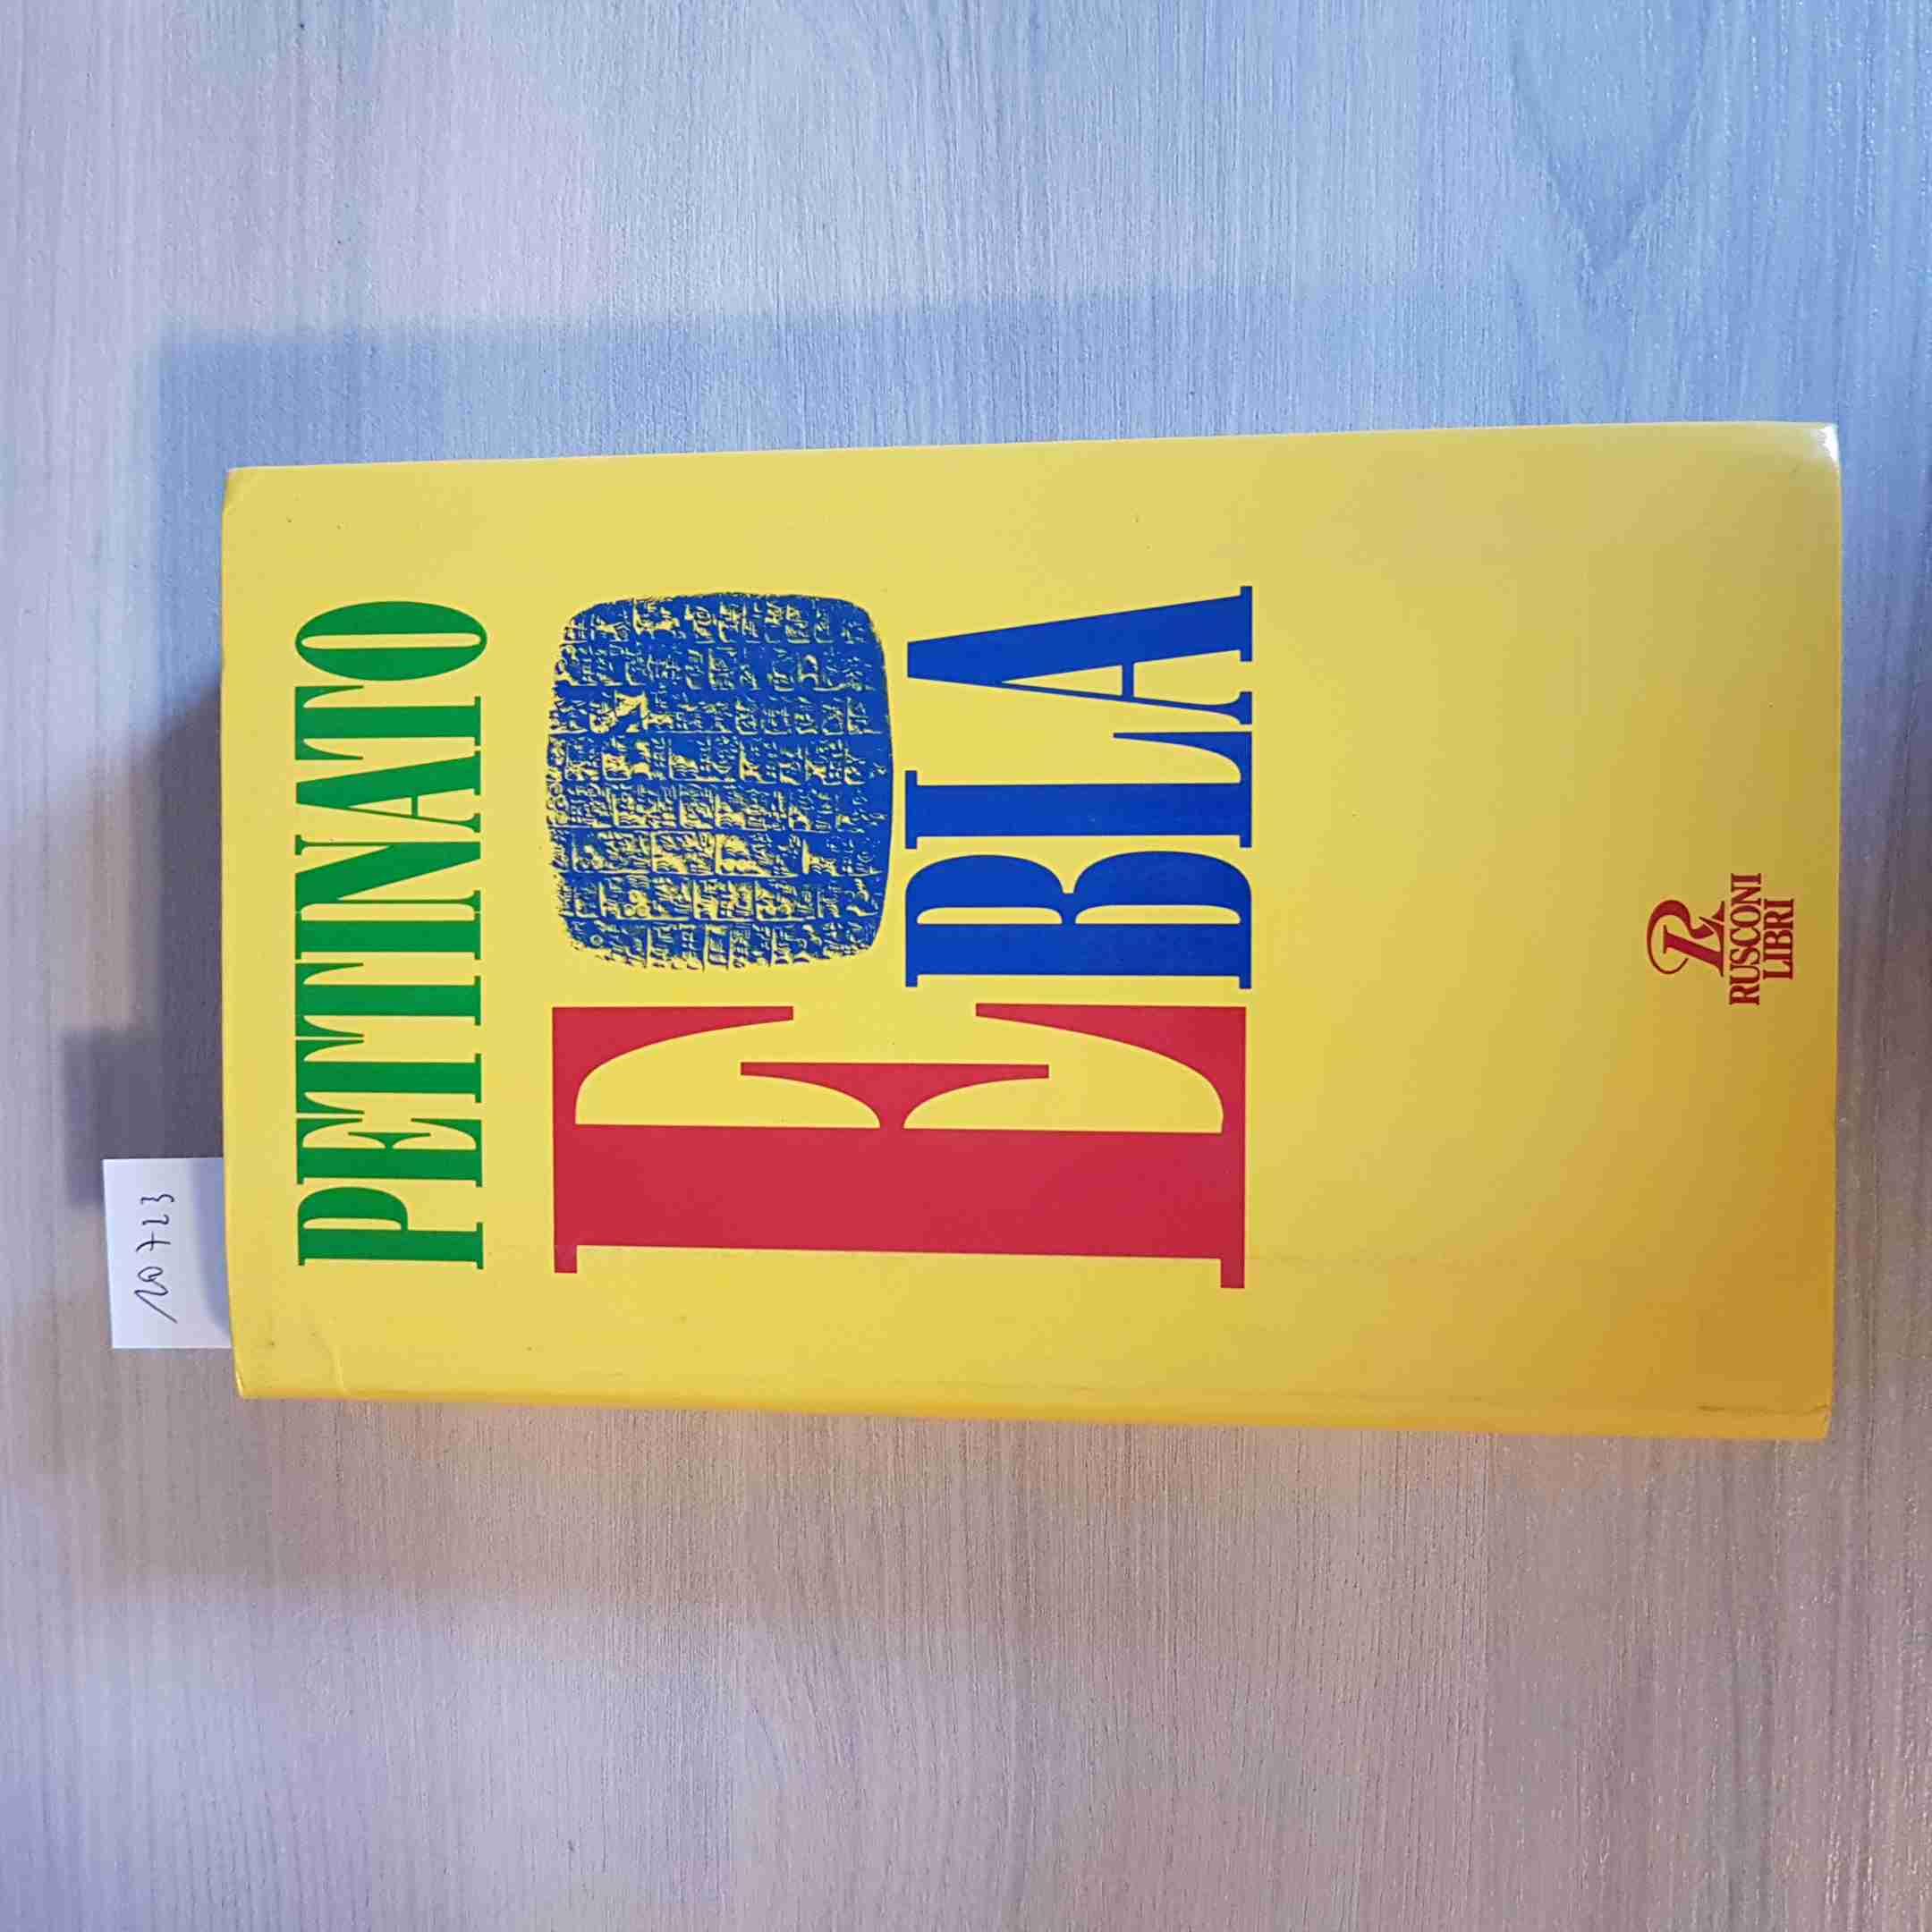 10723
PETTINATO
EBLA
RUSCONI
LIBRI